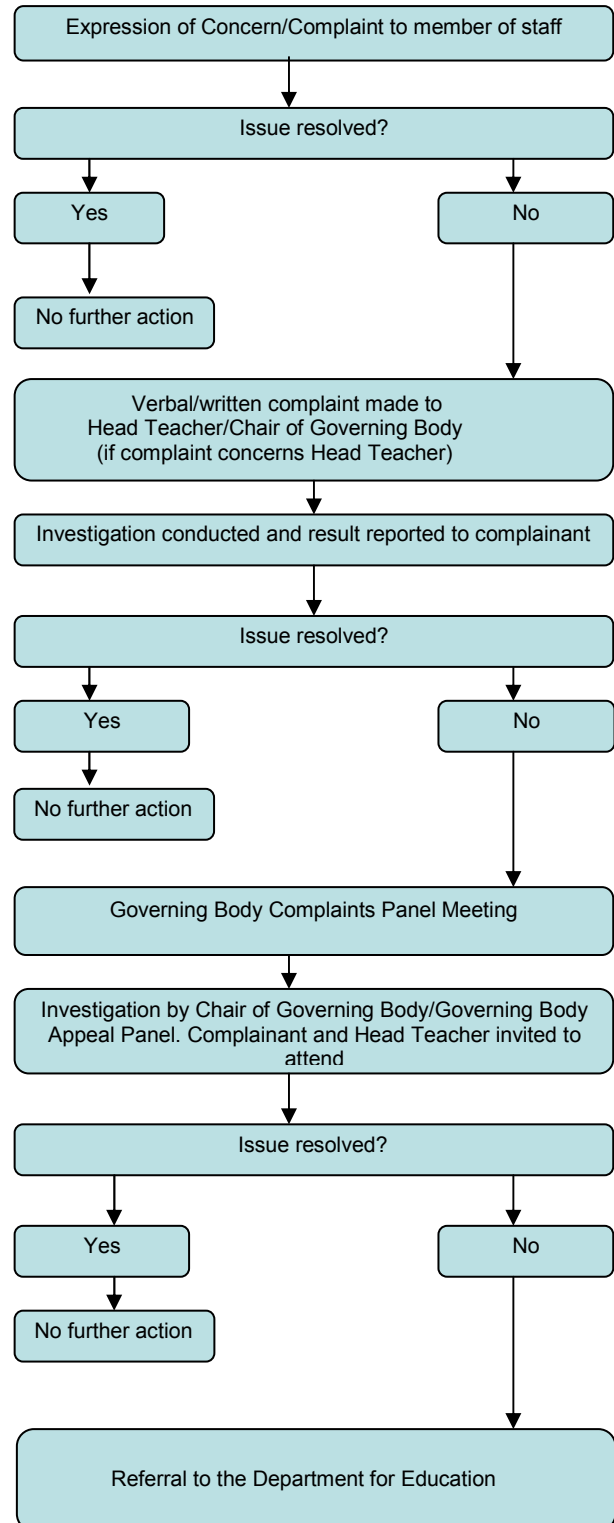 Expression of Concern/Complaint to member of staff
Issue resolved?
Yes
No
No further action
Verbal/written complaint made to
Head Teacher/Chair of Governing Body
(if complaint concerns Head Teacher)
Investigation conducted and result reported to complainant
Issue resolved?
Yes
No
No further action
Governing Body Complaints Panel Meeting
Investigation by Chair of Governing Body/Governing Body
Appeal Panel. Complainant and Head Teacher invited to
attend
Issue resolved?
Yes
No
No further action
Referral to the Department for Education